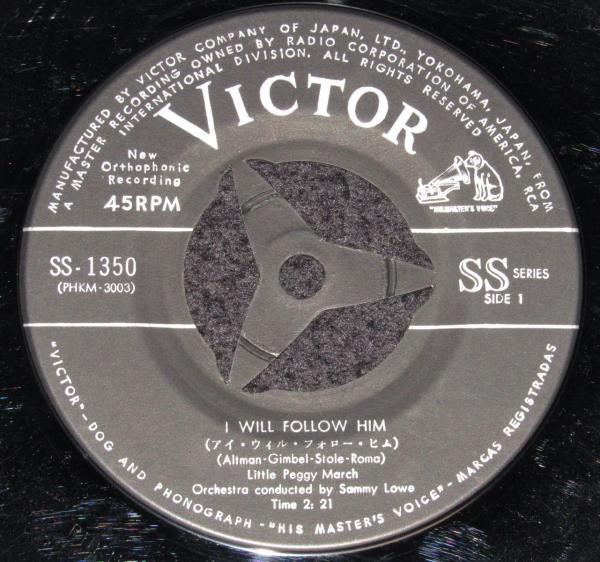 MANUFACTURED BY VICTOR COMPANY OF JAPAN, LTD., YOKOHAMA, JAPAN, FROM
A MASTER RECORDING OWNED BY RADIO CORPORATION OF AMERICA, RCA
INTERNATIONAL DIVISION. ALL RIGHTS RESERVED
VICTOR
New
Orthophonic
Recording
45RPM
"HIS MASTER'S VOICE"
SS-1350
(PHKM-3003)
SS SERIES
SIDE 1
I WILL FOLLOW HIM
(アイ・ウィル・フォロー・ヒム)
(Altman-Gimbel-Stole-Roma)
Little Peggy March
Orchestra conducted by Sammy Lowe
Time 2: 21
"VICTOR"-DOG AND PHONOGRAPH-"HIS MASTER'S VOICE"-MARCAS REGISTRADAS